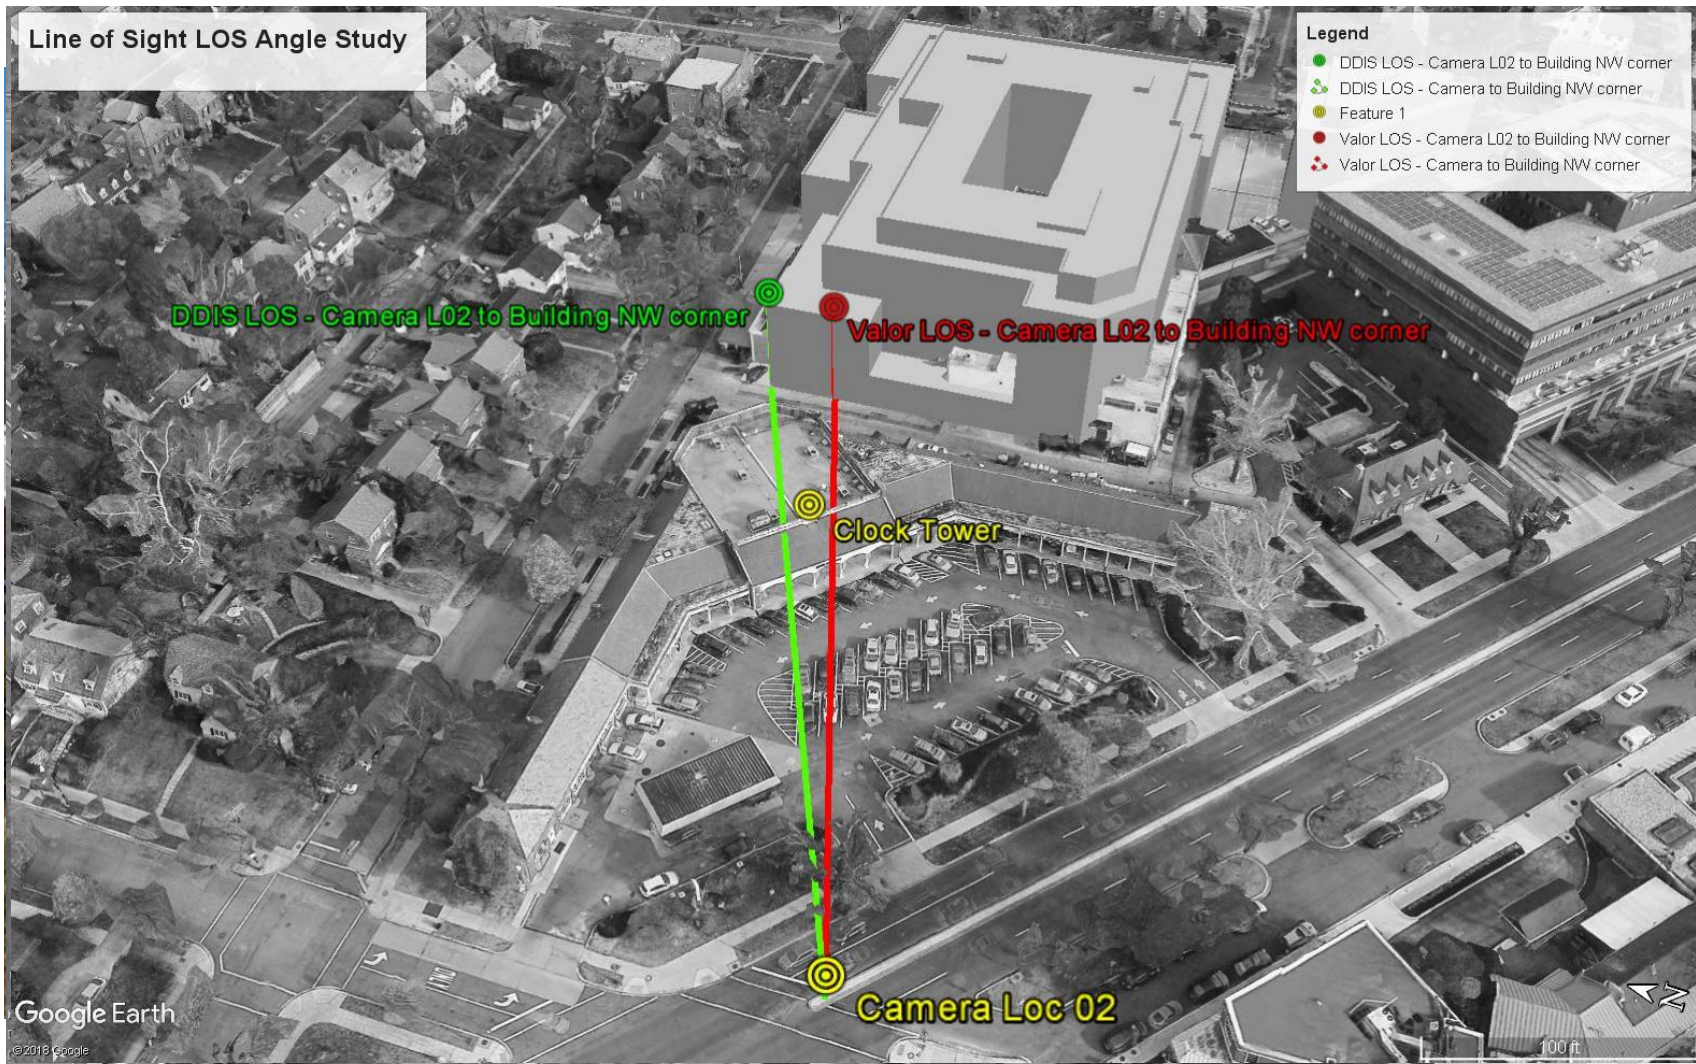 Line of Sight LOS Angle Study
Legend
DDIS LOS - Camera L02 to Building NW corner
DDIS LOS - Camera to Building NW corner
Feature 1
Valor LOS - Camera L02 to Building NW corner
Valor LOS - Camera to Building NW corner
DDIS LOS - Camera L02 to Building NW corner
Valor LOS - Camera L02 to Building NW corner
Clock Tower
ONLY
Camera Loc 02
Google Earth
©2018 Google
N
100 ft